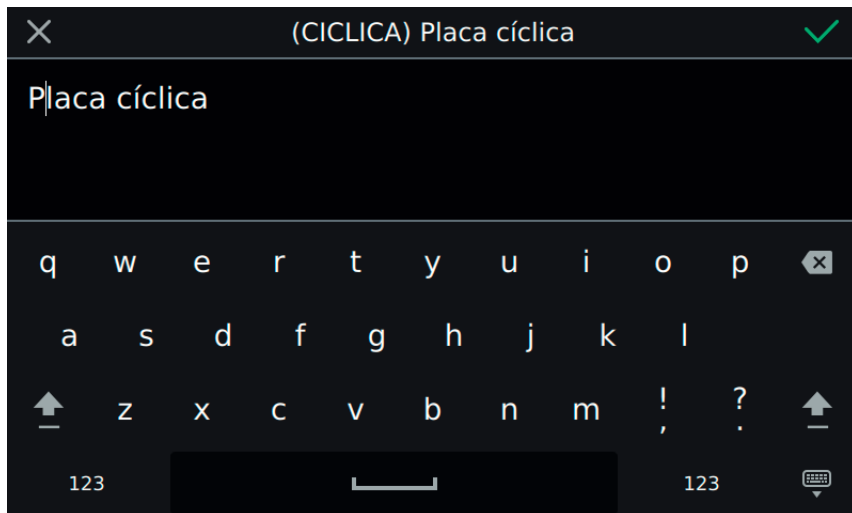 (CICLICA) Placa cíclica
Placa cíclica
q w e r t y u i o p
a s d f g h j k l
z x c v b n m ! , ? .
123 123